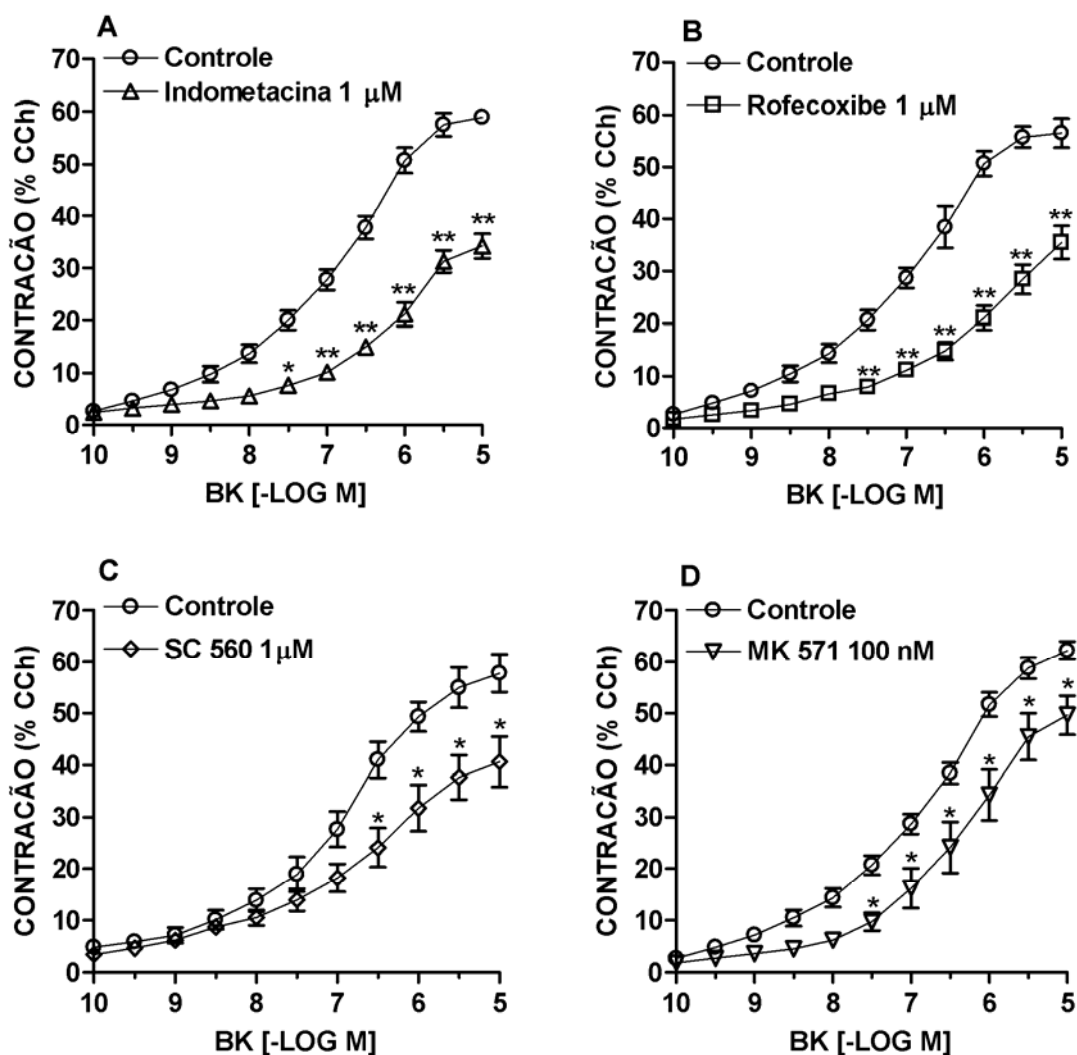 A
Controle
Indometacina 1 μM
CONTRAÇÃO (% CCh)
70
60
50
40
30
20
10
0
**
**
**
**
**
*
10 9 8 7 6 5
BK [-LOG M]
B
Controle
Rofecoxibe 1 μM
CONTRAÇÃO (% CCh)
70
60
50
40
30
20
10
0
**
**
**
**
**
**
10 9 8 7 6 5
BK [-LOG M]
C
Controle
SC 560 1μM
CONTRAÇÃO (% CCh)
70
60
50
40
30
20
10
0
*
*
*
*
10 9 8 7 6 5
BK [-LOG M]
D
Controle
MK 571 100 nM
CONTRAÇÃO (% CCh)
70
60
50
40
30
20
10
0
*
*
*
*
*
*
10 9 8 7 6 5
BK [-LOG M]